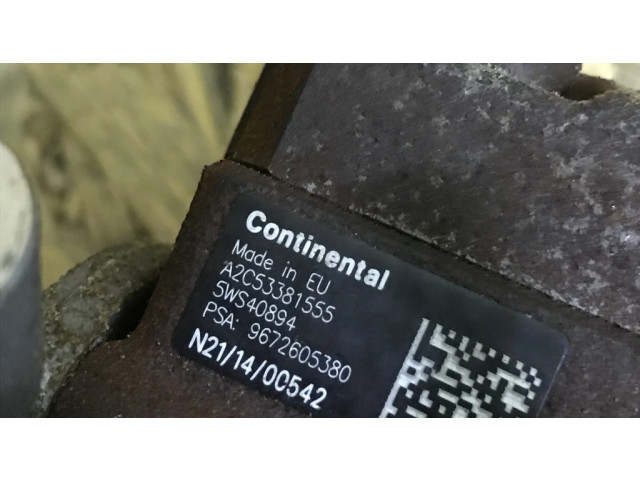 Continental
Made in EU
A2C53381555
5WS40894
PSA: 9672605380
N21/14/00542